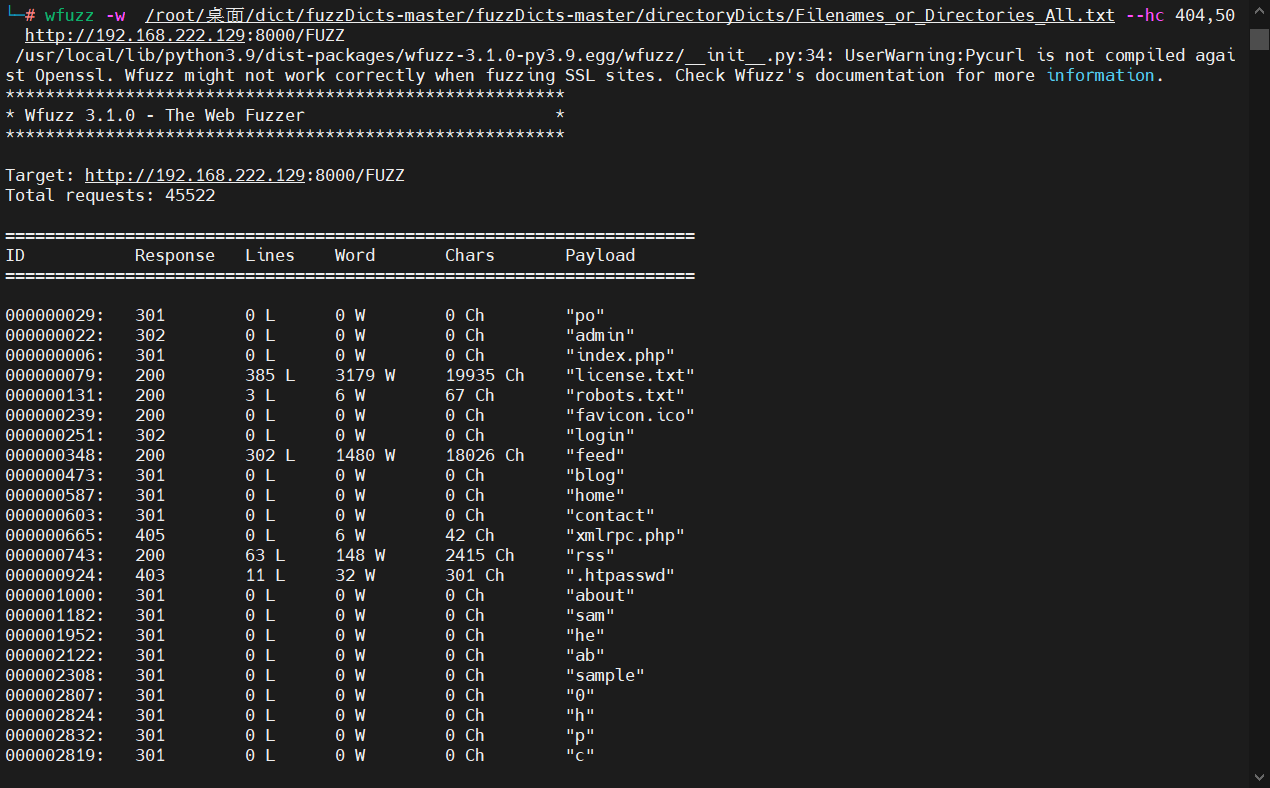 └─# wfuzz -w  /root/桌面/dict/fuzzDicts-master/fuzzDicts-master/directoryDicts/Filenames_or_Directories_All.txt --hc 404,50
http://192.168.222.129:8000/FUZZ
/usr/local/lib/python3.9/dist-packages/wfuzz-3.1.0-py3.9.egg/wfuzz/__init__.py:34: UserWarning:Pycurl is not compiled agai
st Openssl. Wfuzz might not work correctly when fuzzing SSL sites. Check Wfuzz's documentation for more information.
********************************************************
* Wfuzz 3.1.0 - The Web Fuzzer                         *
********************************************************
Target: http://192.168.222.129:8000/FUZZ
Total requests: 45522
=====================================================================
ID           Response   Lines    Word       Chars       Payload
=====================================================================
000000029:   301        0 L      0 W        0 Ch        "po"
000000022:   302        0 L      0 W        0 Ch        "admin"
000000006:   301        0 L      0 W        0 Ch        "index.php"
000000079:   200        385 L    3179 W     19935 Ch    "license.txt"
000000131:   200        3 L      6 W        67 Ch       "robots.txt"
000000239:   200        0 L      0 W        0 Ch        "favicon.ico"
000000251:   302        0 L      0 W        0 Ch        "login"
000000348:   200        302 L    1480 W     18026 Ch    "feed"
000000473:   301        0 L      0 W        0 Ch        "blog"
000000587:   301        0 L      0 W        0 Ch        "home"
000000603:   301        0 L      0 W        0 Ch        "contact"
000000665:   405        0 L      6 W        42 Ch       "xmlrpc.php"
000000743:   200        63 L     148 W      2415 Ch     "rss"
000000924:   403        11 L     32 W       301 Ch      ".htpasswd"
000001000:   301        0 L      0 W        0 Ch        "about"
000001182:   301        0 L      0 W        0 Ch        "sam"
000001952:   301        0 L      0 W        0 Ch        "he"
000002122:   301        0 L      0 W        0 Ch        "ab"
000002308:   301        0 L      0 W        0 Ch        "sample"
000002807:   301        0 L      0 W        0 Ch        "0"
000002824:   301        0 L      0 W        0 Ch        "h"
000002832:   301        0 L      0 W        0 Ch        "p"
000002819:   301        0 L      0 W        0 Ch        "c"